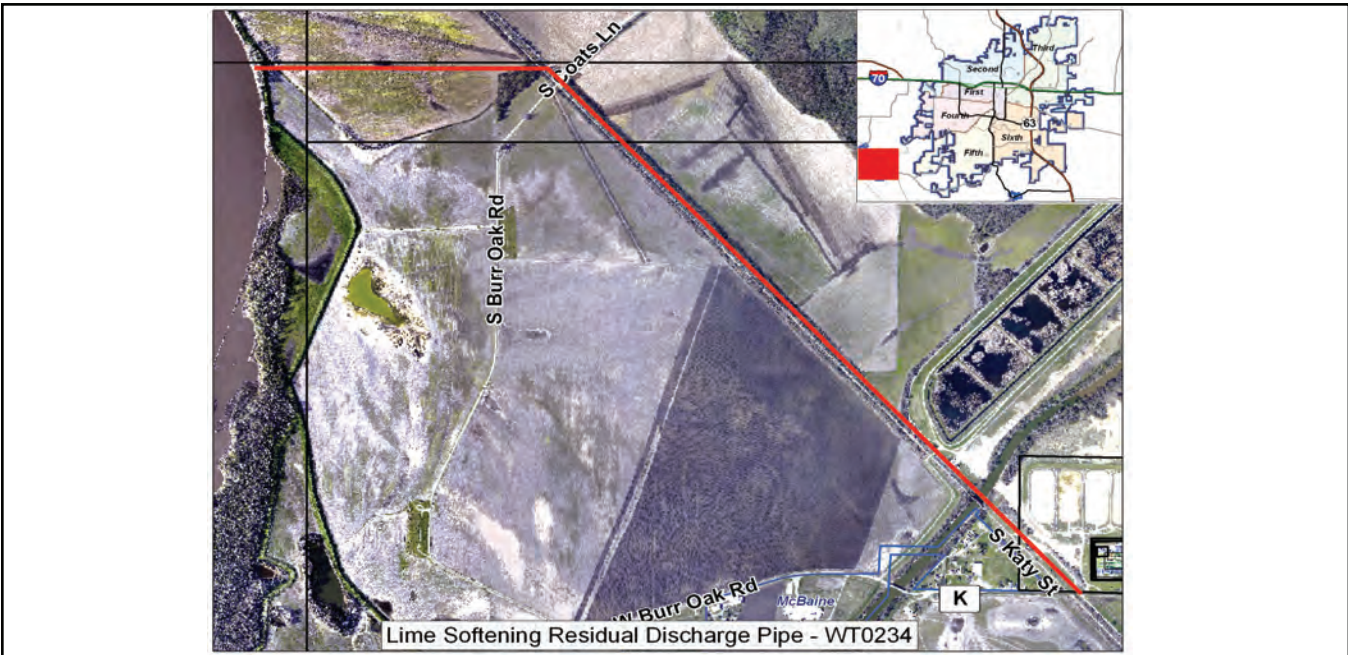 S Coats Ln
S Burr Oak Rd
W Burr Oak Rd
McBaine
S Katy St
K
Lime Softening Residual Discharge Pipe - WT0234
Third
Second
70
First
Fourth
63
Sixth
Fifth